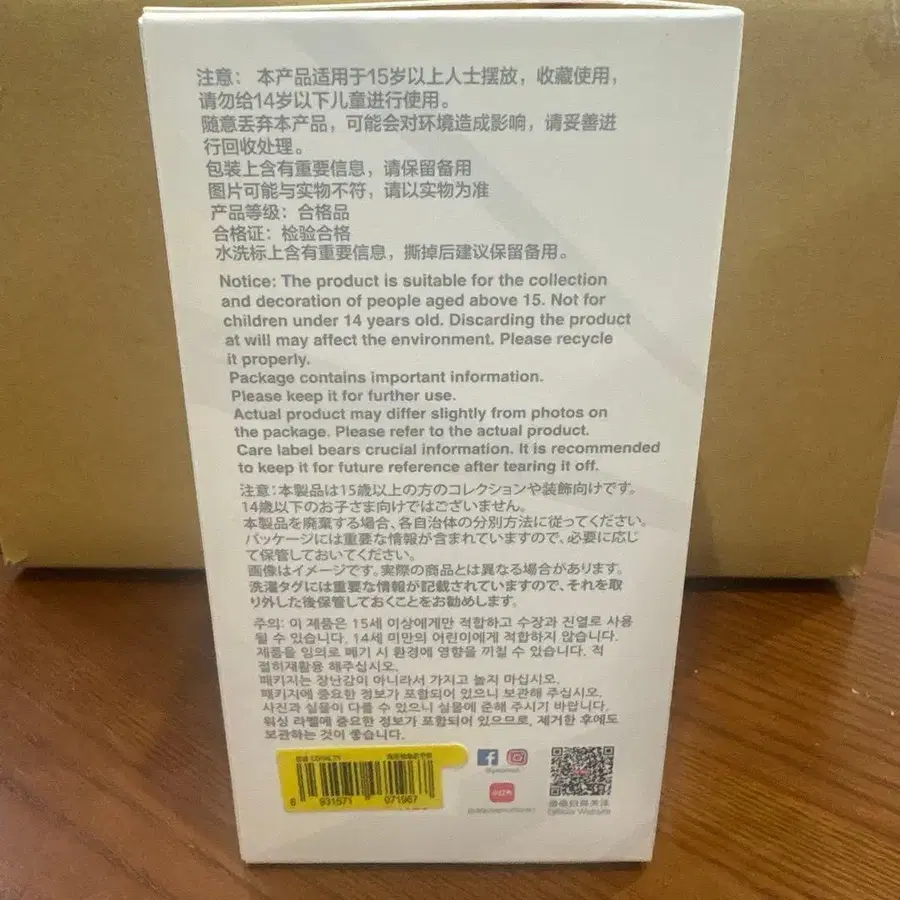 注意：本产品适用于15岁以上人士摆放，收藏使用，
请勿给14岁以下儿童进行使用。
随意丢弃本产品，可能会对环境造成影响，请妥善进
行回收处理。
包装上含有重要信息，请保留备用
图片可能与实物不符，请以实物为准
产品等级：合格品
合格证：检验合格
水洗标上含有重要信息，撕掉后建议保留备用。
Notice: The product is suitable for the collection
and decoration of people aged above 15. Not for
children under 14 years old. Discarding the product
at will may affect the environment. Please recycle
it properly.
Package contains important information.
Please keep it for further use.
Actual product may differ slightly from photos on
the package. Please refer to the actual product.
Care label bears crucial information. It is recommended
to keep it for future reference after tearing it off.
注意：本製品は15歳以上の方のコレクションや装飾向けです。
14歳以下のお子さま向けではございません。
本製品を廃棄する場合、各自治体の分別方法に従ってください。
パッケージには重要な情報が含まれていますので、必要に応じ
て保管しておいてください。
画像はイメージです。実際の商品とは異なる場合があります。
洗濯タグには重要な情報が記載されていますので、それを取
り外した後保管しておくことをお勧めします。
주의: 이 제품은 15세 이상에게만 적합하고 수장과 진열로 사용
될 수 있습니다. 14세 미만의 어린이에게 적합하지 않습니다.
제품을 임의로 폐기 시 환경에 영향을 끼칠 수 있습니다. 적
절히재활용 해주십시오.
패키지는 장난감이 아니라서 가지고 놀지 마십시오.
패키지에 중요한 정보가 포함되어 있으니 보관해 주십시오.
사진과 실물이 다를 수 있으니 실물에 준해 주시기 바랍니다.
워싱 라벨에 중요한 정보가 포함되어 있으므로, 제거한 후에도
보관하는 것이 좋습니다.
6 931571 071967
Official Website